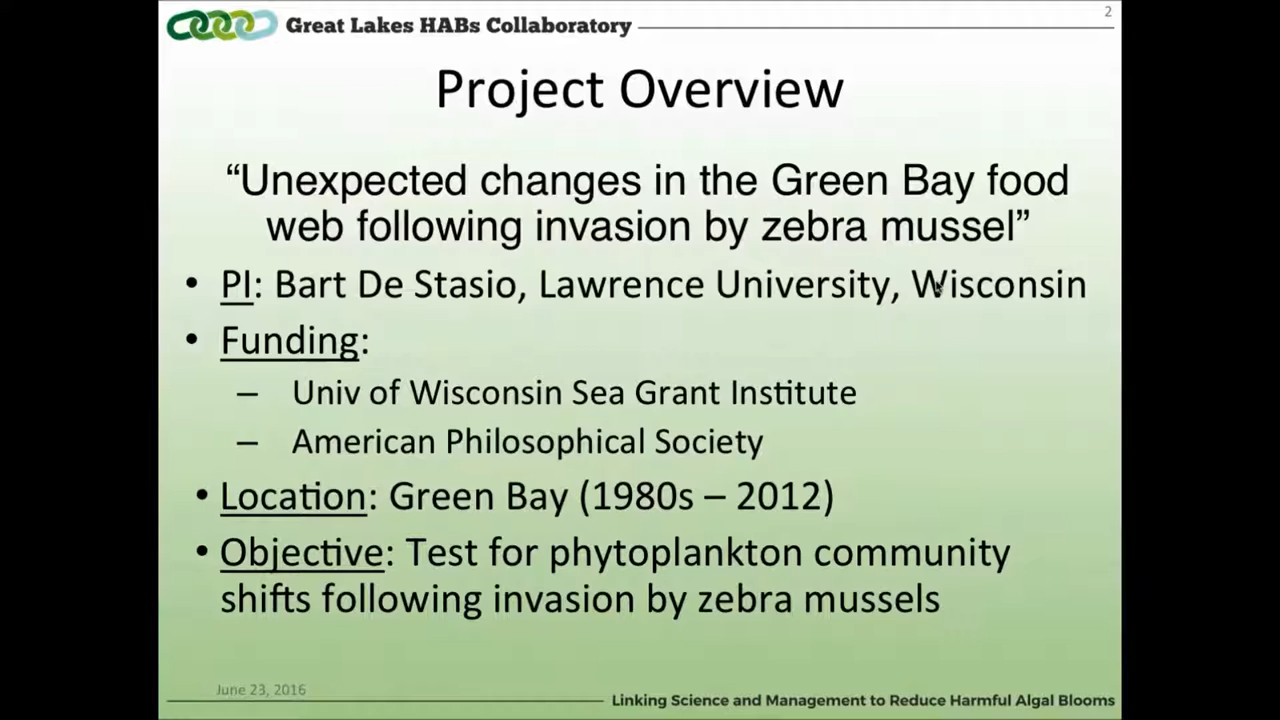 Great Lakes HABs Collaboratory
2
Project Overview
“Unexpected changes in the Green Bay food
web following invasion by zebra mussel”
• PI: Bart De Stasio, Lawrence University, Wisconsin
• Funding:
– Univ of Wisconsin Sea Grant Institute
– American Philosophical Society
• Location: Green Bay (1980s – 2012)
• Objective: Test for phytoplankton community
shifts following invasion by zebra mussels
June 23, 2016
Linking Science and Management to Reduce Harmful Algal Blooms